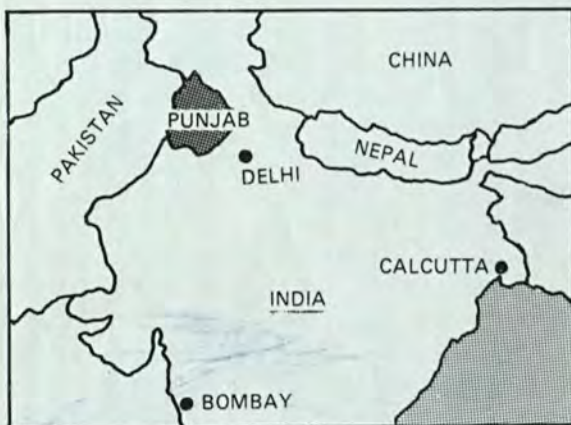 CHINA
PUNJAB
PAKISTAN
NEPAL
DELHI
CALCUTTA
INDIA
BOMBAY